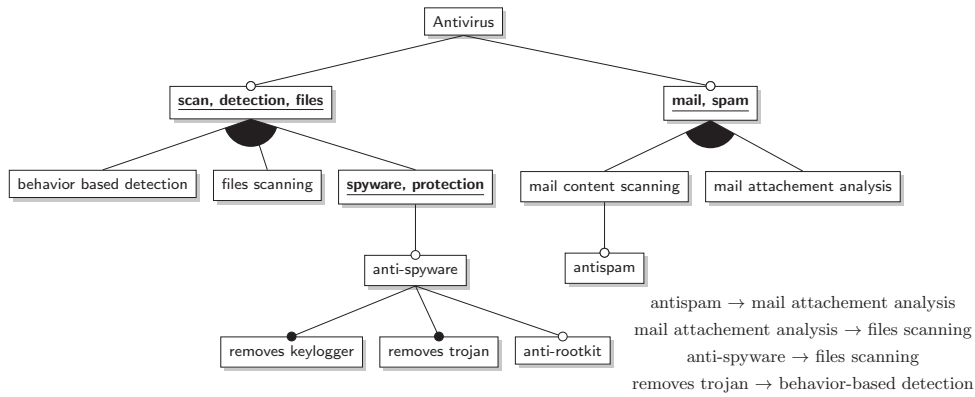 Antivirus
scan, detection, files
mail, spam
behavior based detection
files scanning
spyware, protection
mail content scanning
mail attachement analysis
anti-spyware
antispam
removes keylogger
removes trojan
anti-rootkit
antispam → mail attachement analysis
mail attachement analysis → files scanning
anti-spyware → files scanning
removes trojan → behavior-based detection